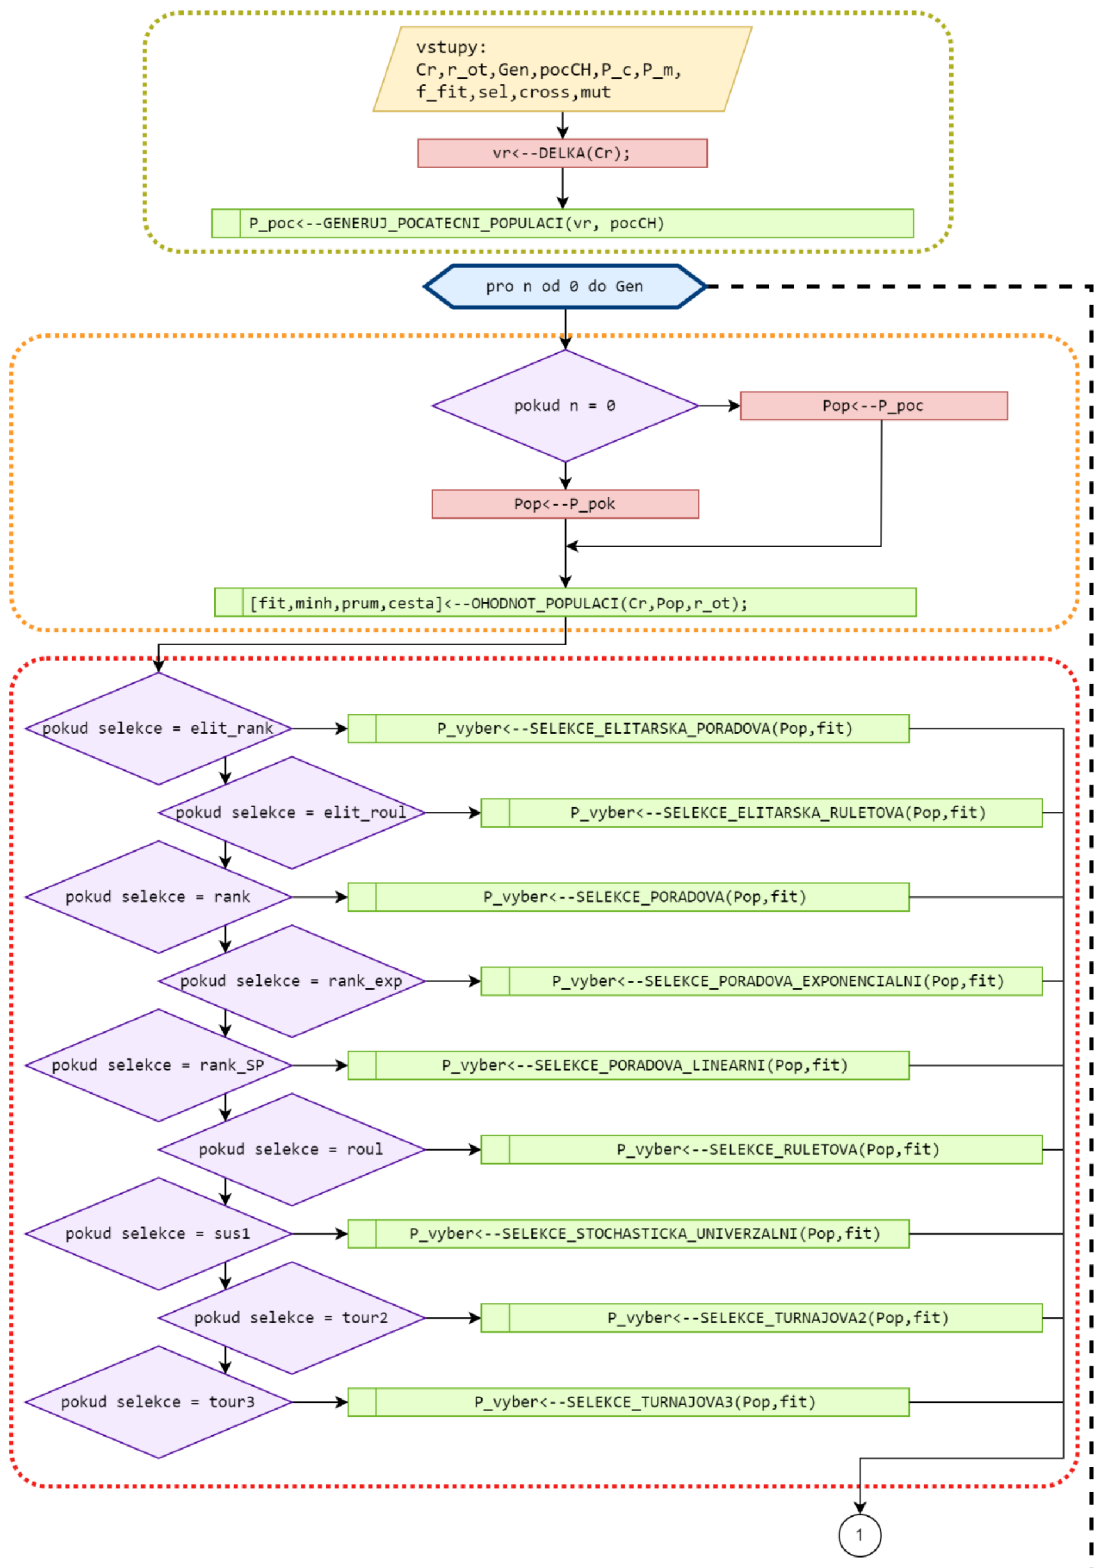 vstupy:
Cr,r_ot,Gen,pocCH,P_c,P_m,
f_fit,sel,cross,mut
vr<--DELKA(Cr);
P_poc<--GENERUJ_POCATECNI_POPULACI(vr, pocCH)
pro n od 0 do Gen
pokud n = 0
Pop<--P_poc
Pop<--P_pok
[fit,minh,prum,cesta]<--OHODNOT_POPULACI(Cr,Pop,r_ot);
pokud selekce = elit_rank
P_vyber<--SELEKCE_ELITARSKA_PORADOVA(Pop,fit)
pokud selekce = elit_roul
P_vyber<--SELEKCE_ELITARSKA_RULETOVA(Pop,fit)
pokud selekce = rank
P_vyber<--SELEKCE_PORADOVA(Pop,fit)
pokud selekce = rank_exp
P_vyber<--SELEKCE_PORADOVA_EXPONENCIALNI(Pop,fit)
pokud selekce = rank_SP
P_vyber<--SELEKCE_PORADOVA_LINEARNI(Pop,fit)
pokud selekce = roul
P_vyber<--SELEKCE_RULETOVA(Pop,fit)
pokud selekce = sus1
P_vyber<--SELEKCE_STOCHASTICKA_UNIVERZALNI(Pop,fit)
pokud selekce = tour2
P_vyber<--SELEKCE_TURNAJOVA2(Pop,fit)
pokud selekce = tour3
P_vyber<--SELEKCE_TURNAJOVA3(Pop,fit)
1